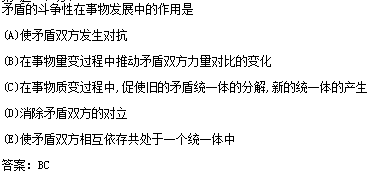 矛盾的斗争性在事物发展中的作用是
(A)使矛盾双方发生对抗
(B)在事物量变过程中推动矛盾双方力量对比的变化
(C)在事物质变过程中,促使旧的矛盾统一体的分解,新的统一体的产生
(D)消除矛盾双方的对立
(E)使矛盾双方相互依存共处于一个统一体中
答案：BC